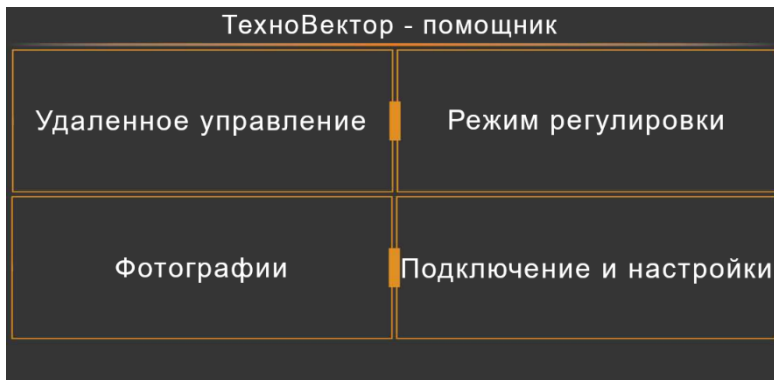 ТехноВектор - помощник
Удаленное управление
Режим регулировки
Фотографии
Подключение и настройки